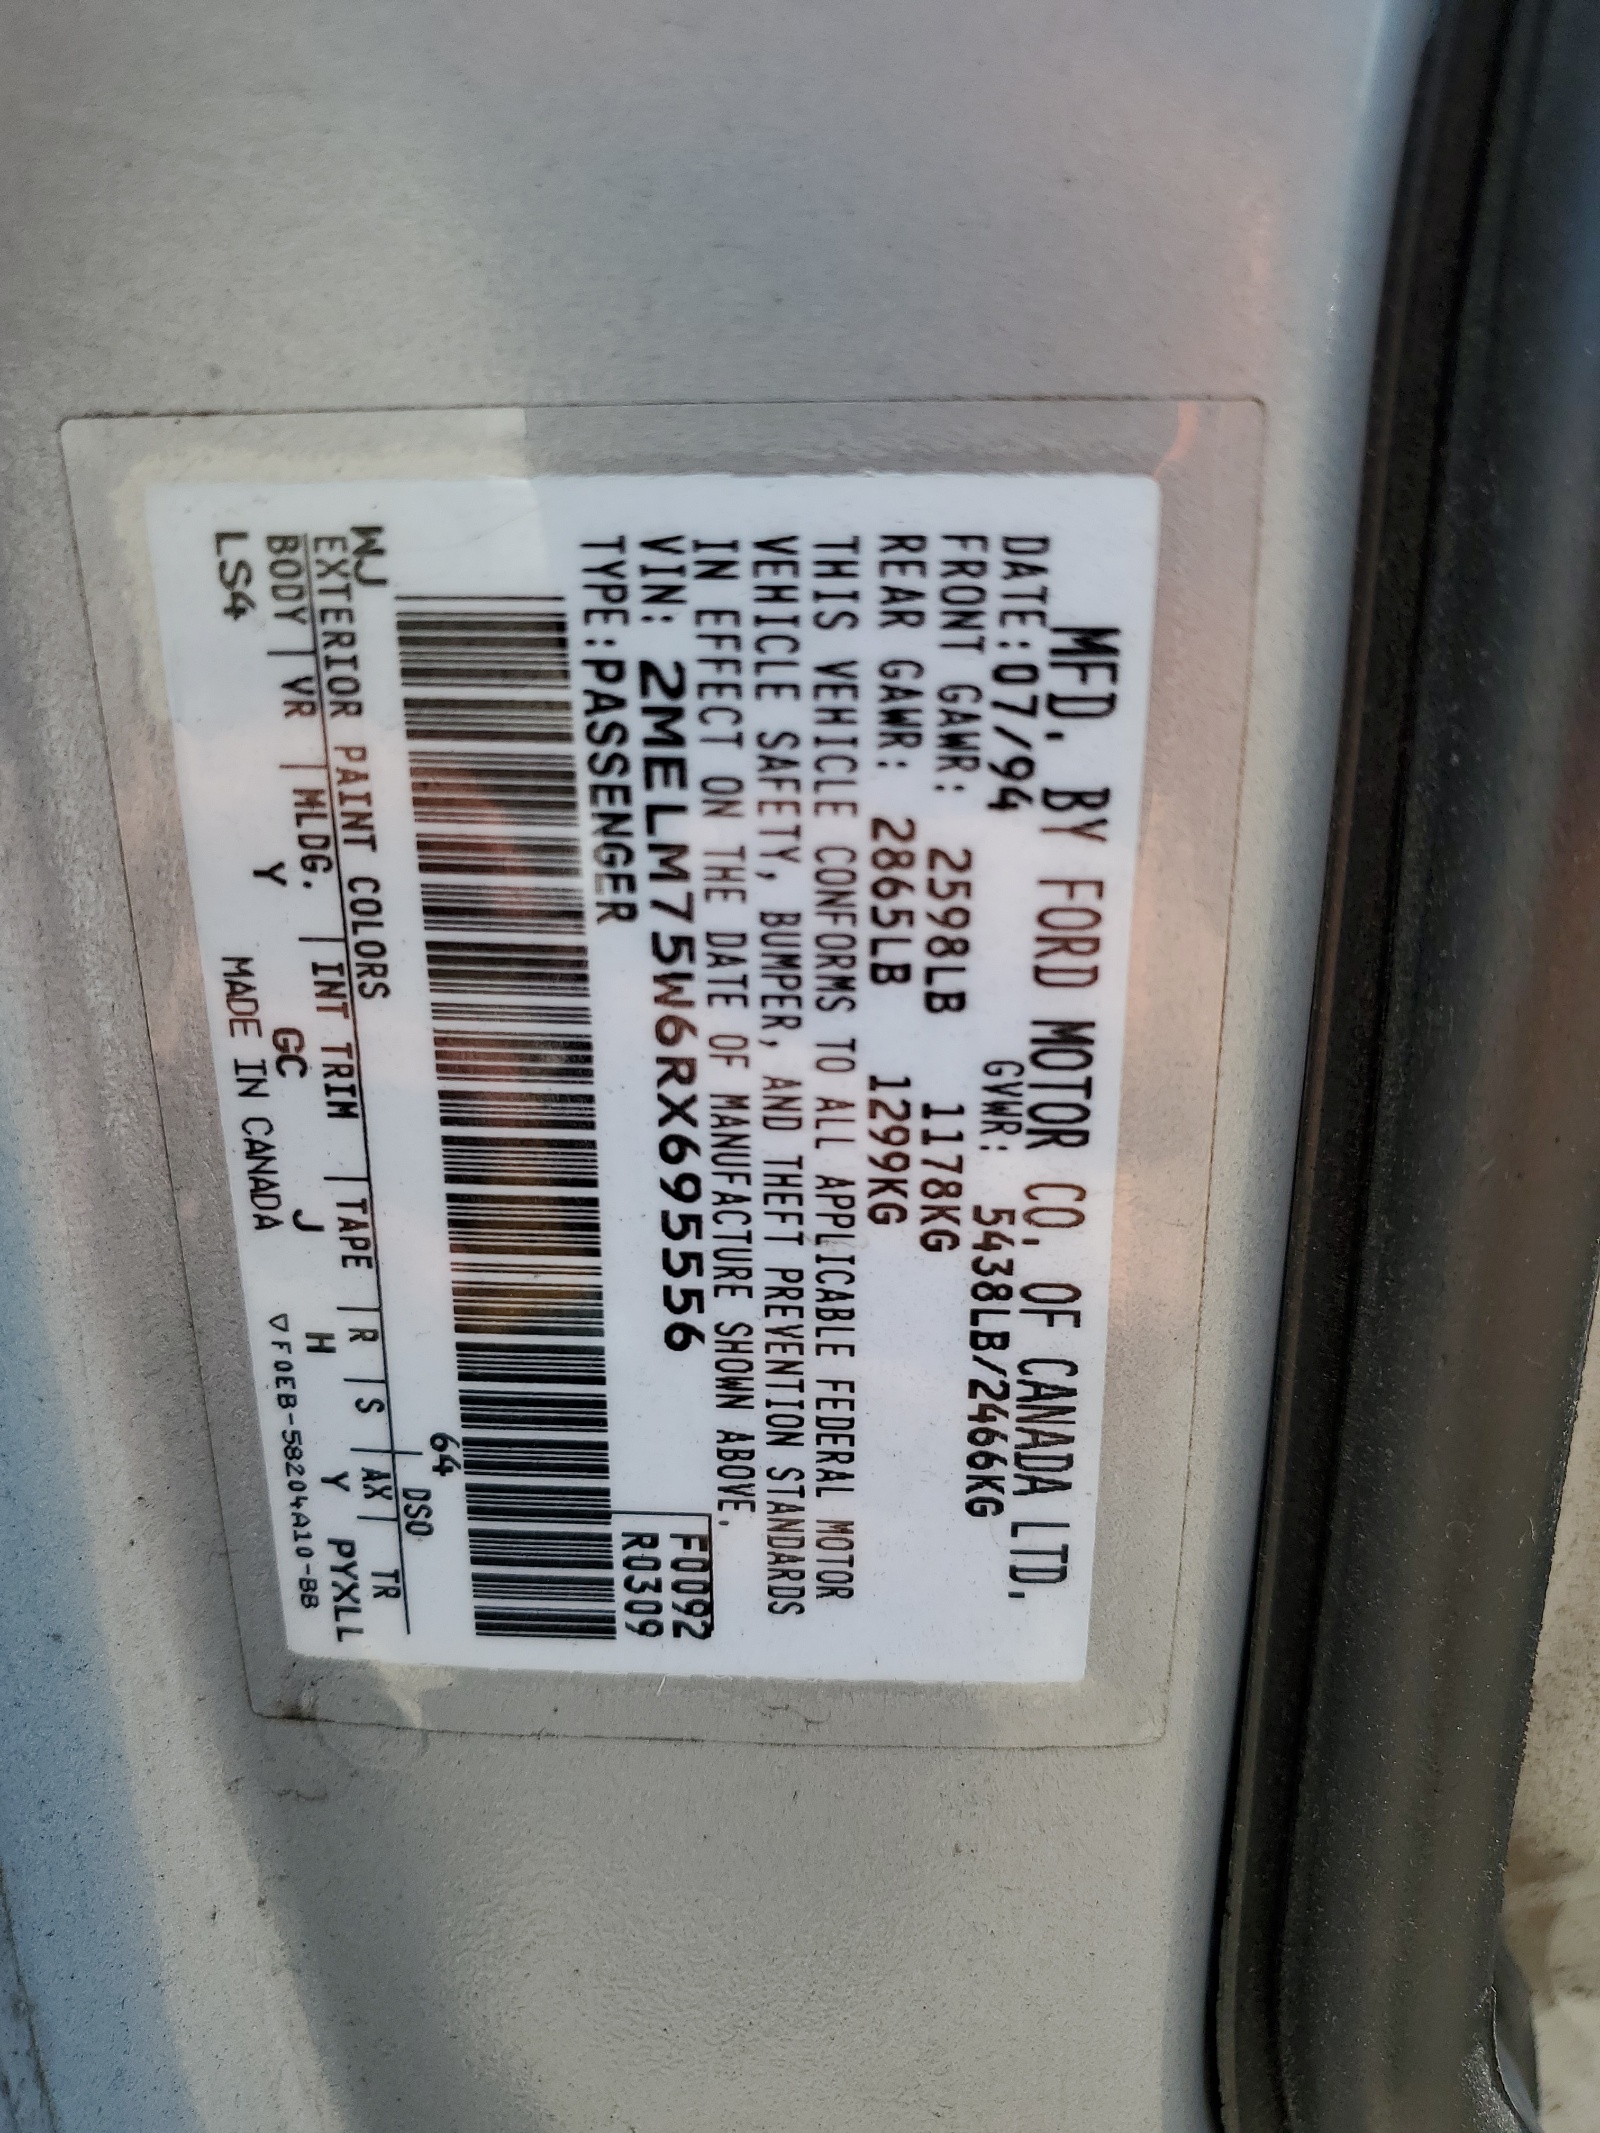 MFD. BY FORD MOTOR CO. OF CANADA LTD.
DATE:07/94 GVWR: 5438LB/2466KG
FRONT GAWR: 2598LB 1178KG
REAR GAWR: 2865LB 1299KG
THIS VEHICLE CONFORMS TO ALL APPLICABLE FEDERAL MOTOR
VEHICLE SAFETY, BUMPER, AND THEFT PREVENTION STANDARDS
IN EFFECT ON THE DATE OF MANUFACTURE SHOWN ABOVE.
VIN: 2MELM75W6RX695556 F0092
TYPE:PASSENGER R0309
WJ 64
EXTERIOR PAINT COLORS DSO
BODY VR MLDG. INT TRIM TAPE R S AX TR
LS4 Y GC J H Y PYXLL
MADE IN CANADA ▽F0EB-58204A10-BB